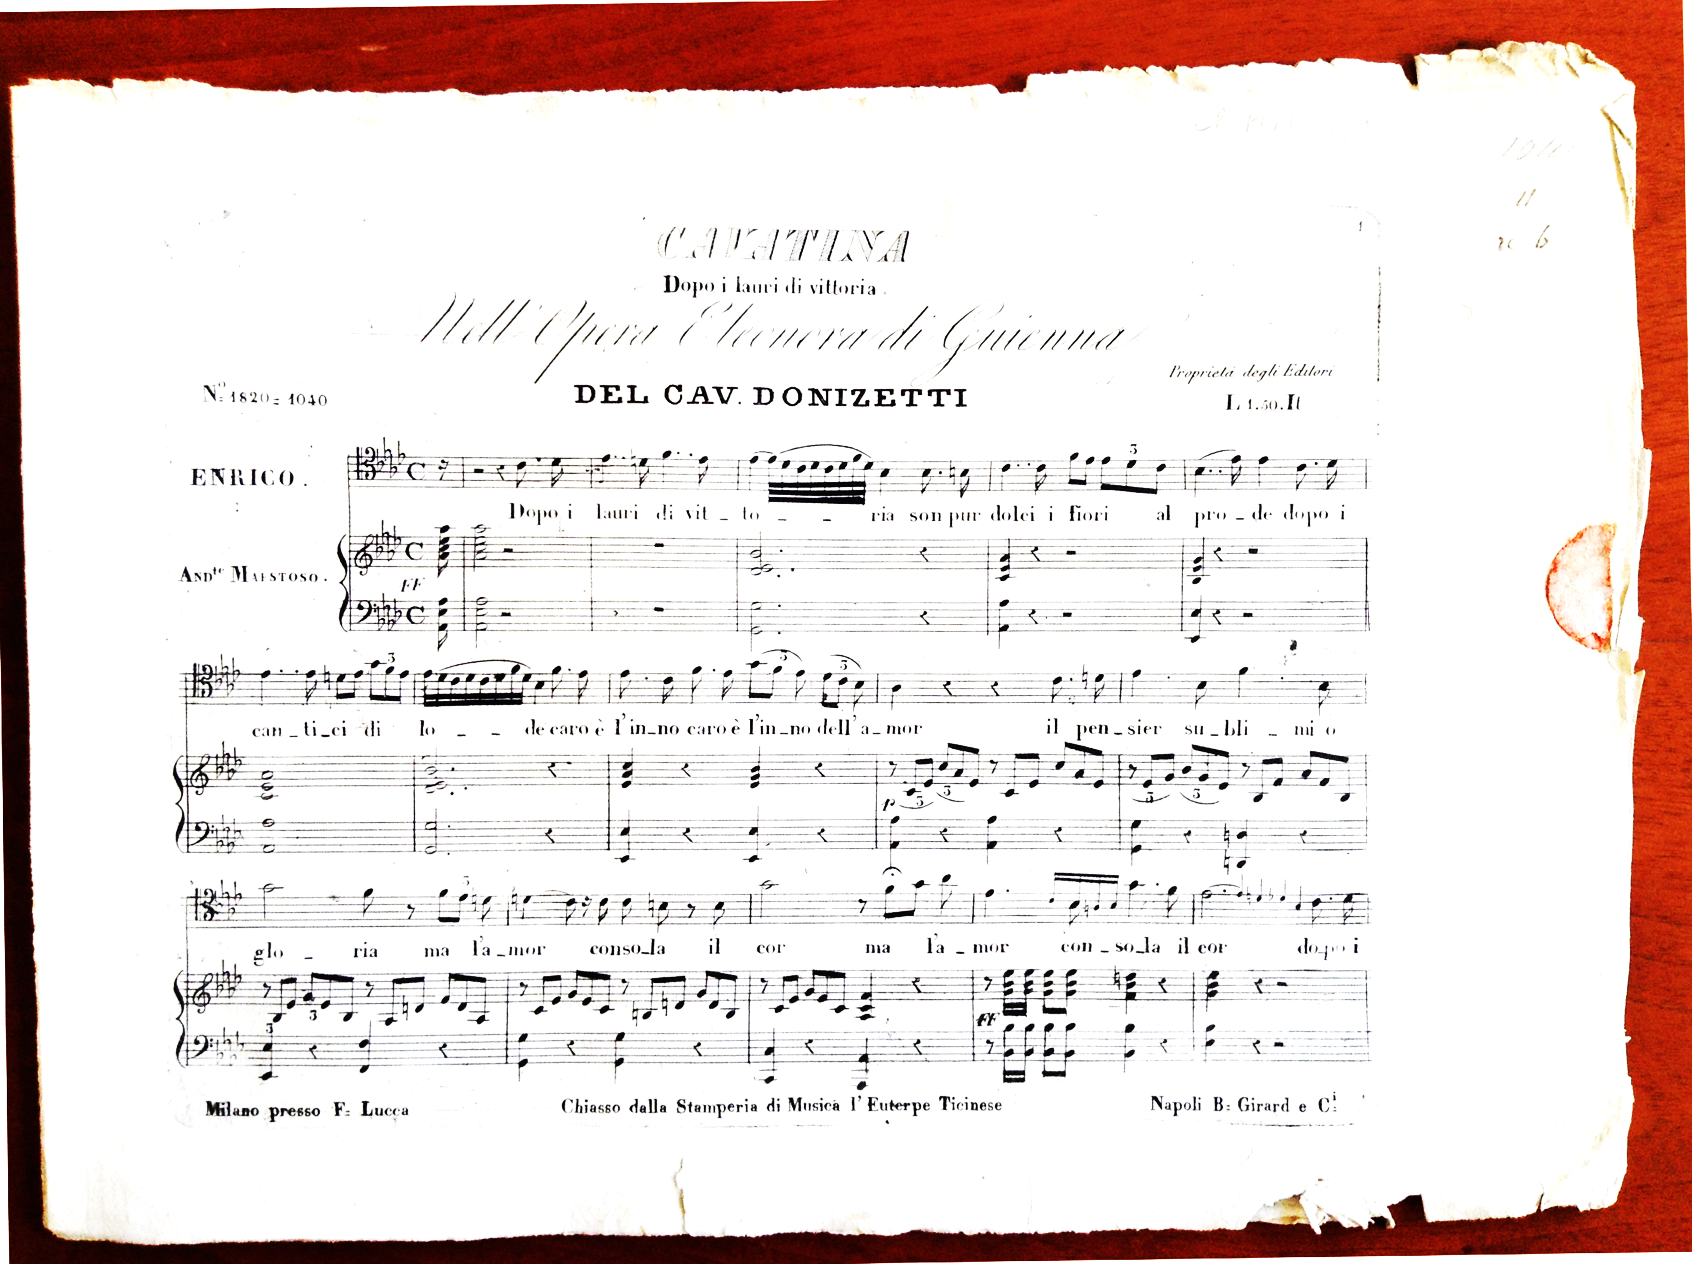 1
CAVATINA
Dopo i lauri di vittoria.
Nell' Opera Eleonora di Guienna
Proprietà degli Editori
Nº 1820=1040
DEL CAV. DONIZETTI
L 1.50. It
ENRICO.
Dopo i lauri di vit_to_ _ria son pur dolci i fiori al pro_de dopo i
ANDte MAESTOSO.
FF
can_ti_ci di lo_ _de caro è l'in_no caro è l'in_no dell'a_mor il pen_sier su_bli_mi o
p
glo_ria ma l'a_mor conso_la il cor ma l'a_mor con_so_la il cor dopo i
FF
Milano presso F: Lucca
Chiasso dalla Stamperia di Musica l'Euterpe Ticinese
Napoli B: Girard e Ci: